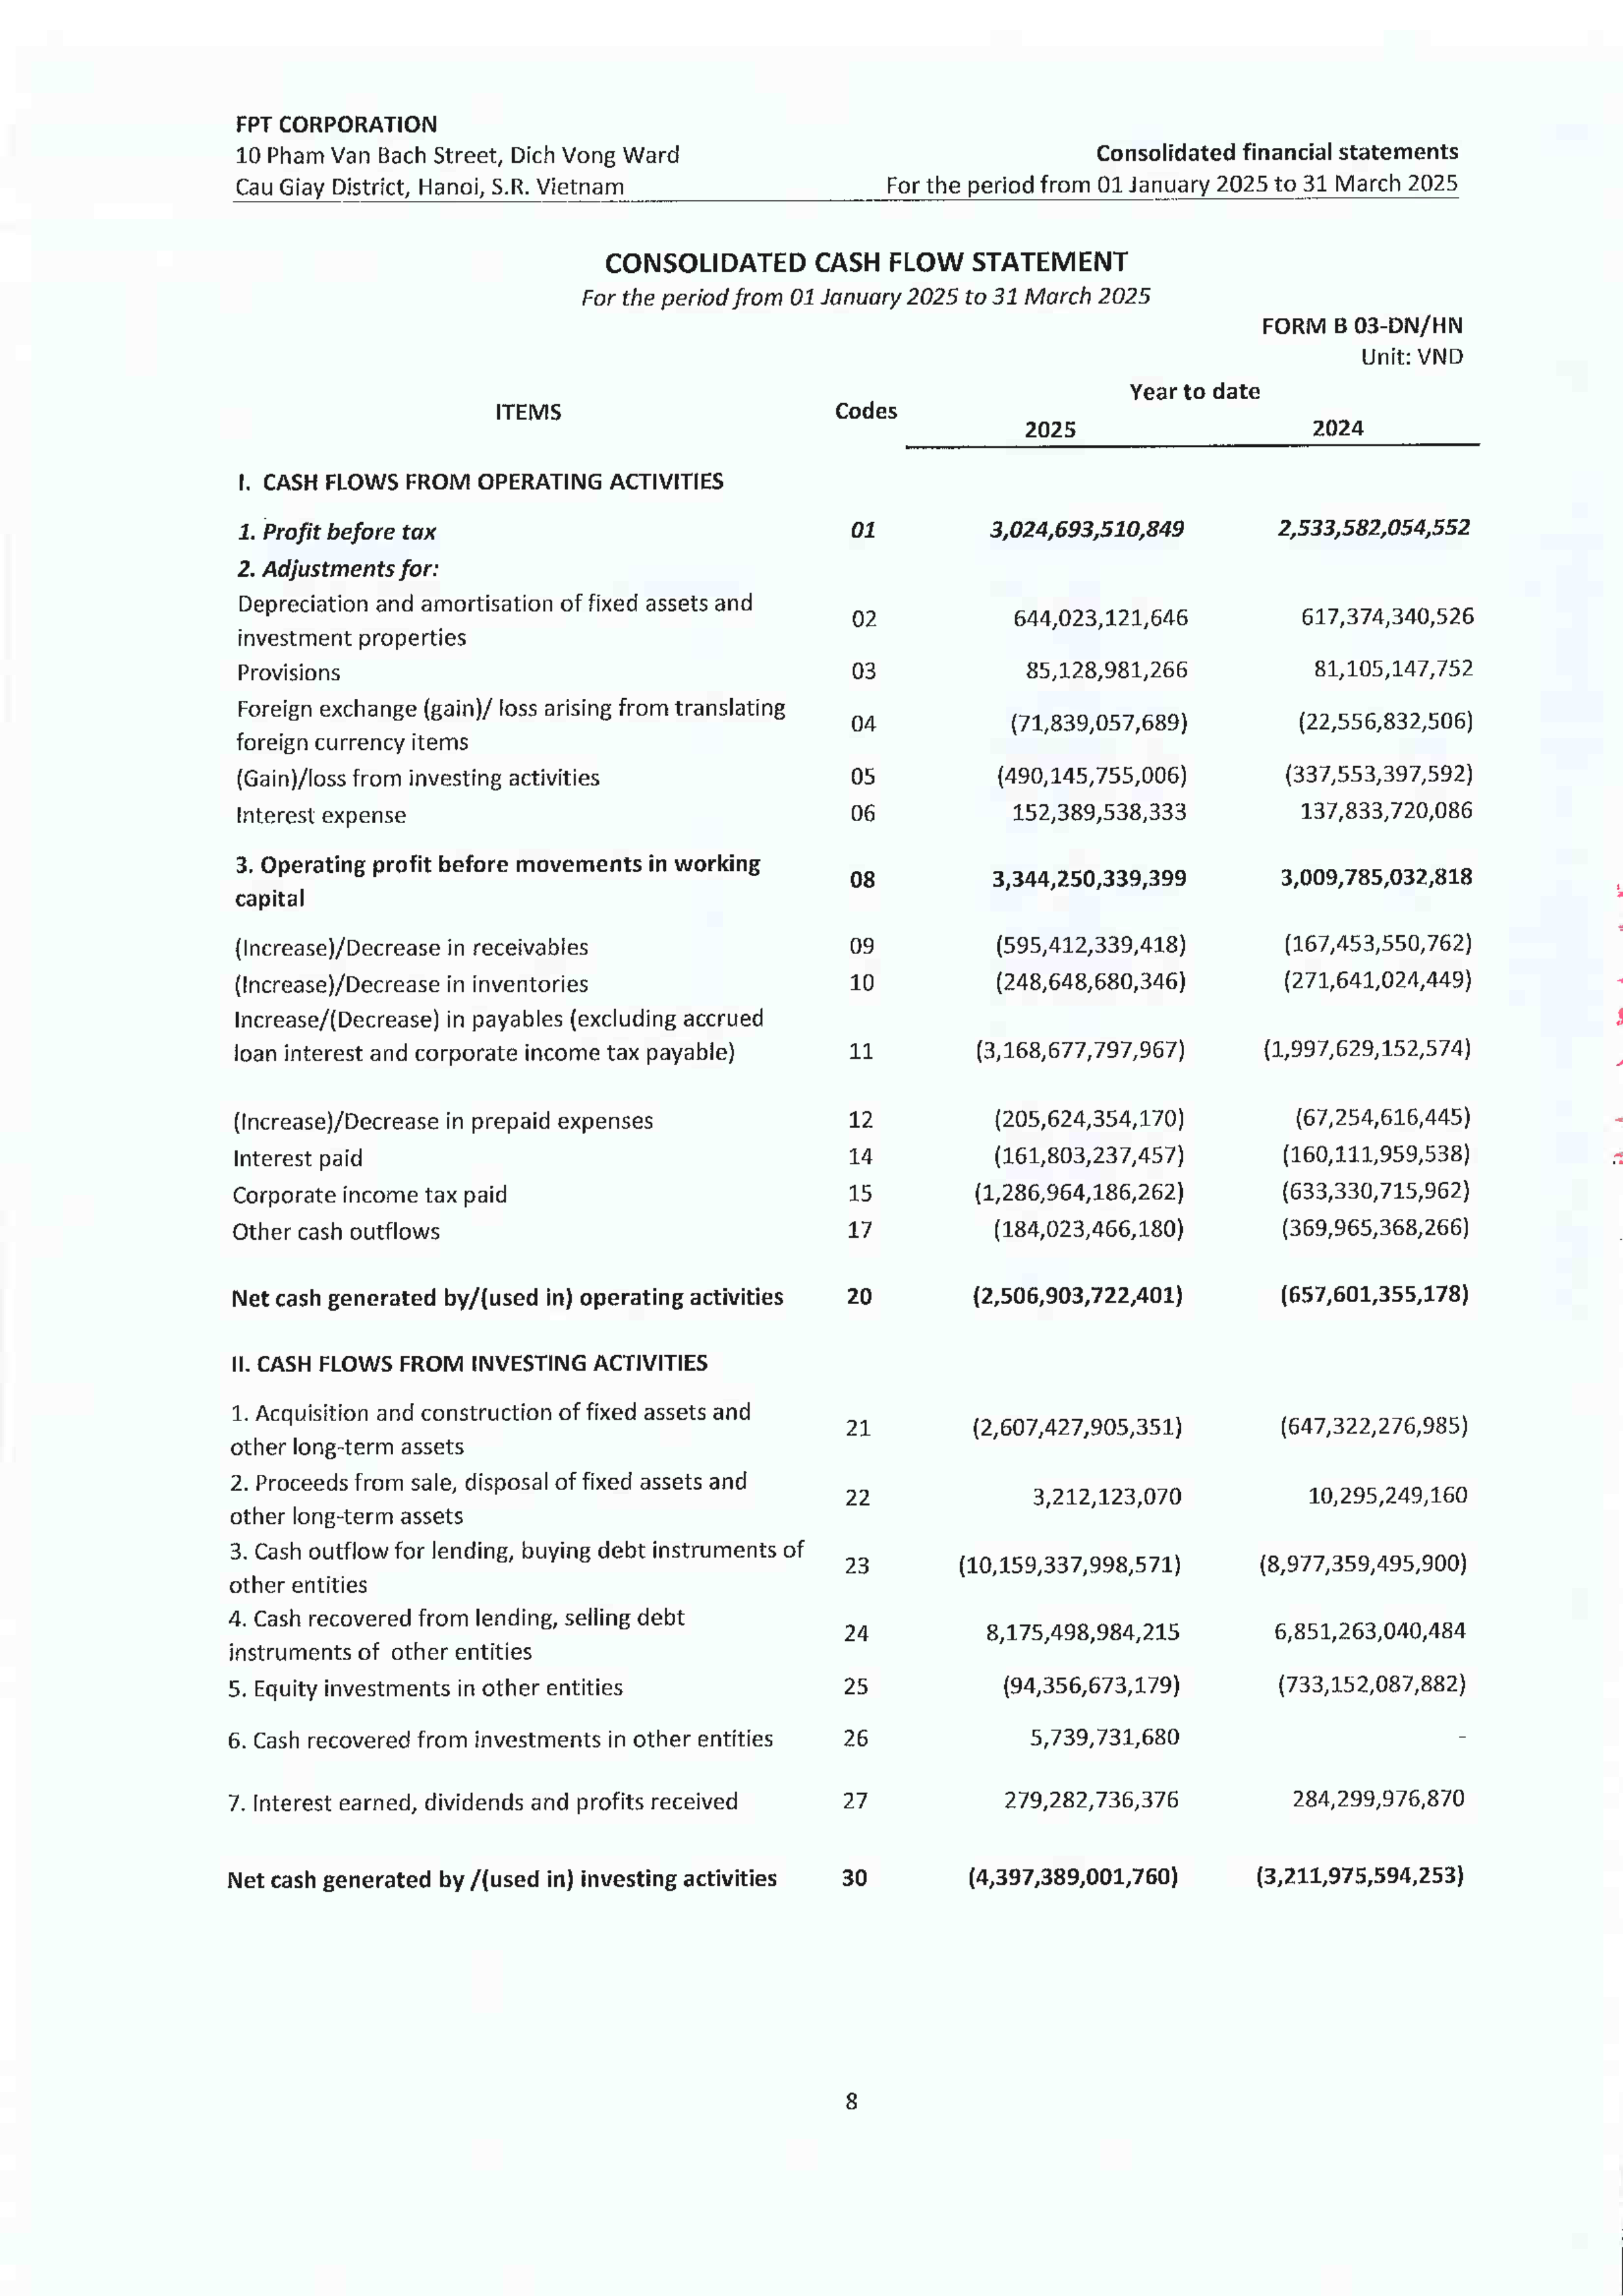 FPT CORPORATION
10 Pham Van Bach Street, Dich Vong Ward
Cau Giay District, Hanoi, S.R. Vietnam
Consolidated financial statements
For the period from 01 January 2025 to 31 March 2025
CONSOLIDATED CASH FLOW STATEMENT
For the period from 01 January 2025 to 31 March 2025
FORM B 03-DN/HN
Unit: VND
ITEMS Codes Year to date
2025 2024
I. CASH FLOWS FROM OPERATING ACTIVITIES
1. Profit before tax 01 3,024,693,510,849 2,533,582,054,552
2. Adjustments for:
Depreciation and amortisation of fixed assets and
investment properties 02 644,023,121,646 617,374,340,526
Provisions 03 85,128,981,266 81,105,147,752
Foreign exchange (gain)/ loss arising from translating
foreign currency items 04 (71,839,057,689) (22,556,832,506)
(Gain)/loss from investing activities 05 (490,145,755,006) (337,553,397,592)
Interest expense 06 152,389,538,333 137,833,720,086
3. Operating profit before movements in working
capital 08 3,344,250,339,399 3,009,785,032,818
(Increase)/Decrease in receivables 09 (595,412,339,418) (167,453,550,762)
(Increase)/Decrease in inventories 10 (248,648,680,346) (271,641,024,449)
Increase/(Decrease) in payables (excluding accrued
loan interest and corporate income tax payable) 11 (3,168,677,797,967) (1,997,629,152,574)
(Increase)/Decrease in prepaid expenses 12 (205,624,354,170) (67,254,616,445)
Interest paid 14 (161,803,237,457) (160,111,959,538)
Corporate income tax paid 15 (1,286,964,186,262) (633,330,715,962)
Other cash outflows 17 (184,023,466,180) (369,965,368,266)
Net cash generated by/(used in) operating activities 20 (2,506,903,722,401) (657,601,355,178)
II. CASH FLOWS FROM INVESTING ACTIVITIES
1. Acquisition and construction of fixed assets and
other long-term assets 21 (2,607,427,905,351) (647,322,276,985)
2. Proceeds from sale, disposal of fixed assets and
other long-term assets 22 3,212,123,070 10,295,249,160
3. Cash outflow for lending, buying debt instruments of
other entities 23 (10,159,337,998,571) (8,977,359,495,900)
4. Cash recovered from lending, selling debt
instruments of other entities 24 8,175,498,984,215 6,851,263,040,484
5. Equity investments in other entities 25 (94,356,673,179) (733,152,087,882)
6. Cash recovered from investments in other entities 26 5,739,731,680 -
7. Interest earned, dividends and profits received 27 279,282,736,376 284,299,976,870
Net cash generated by /(used in) investing activities 30 (4,397,389,001,760) (3,211,975,594,253)
8